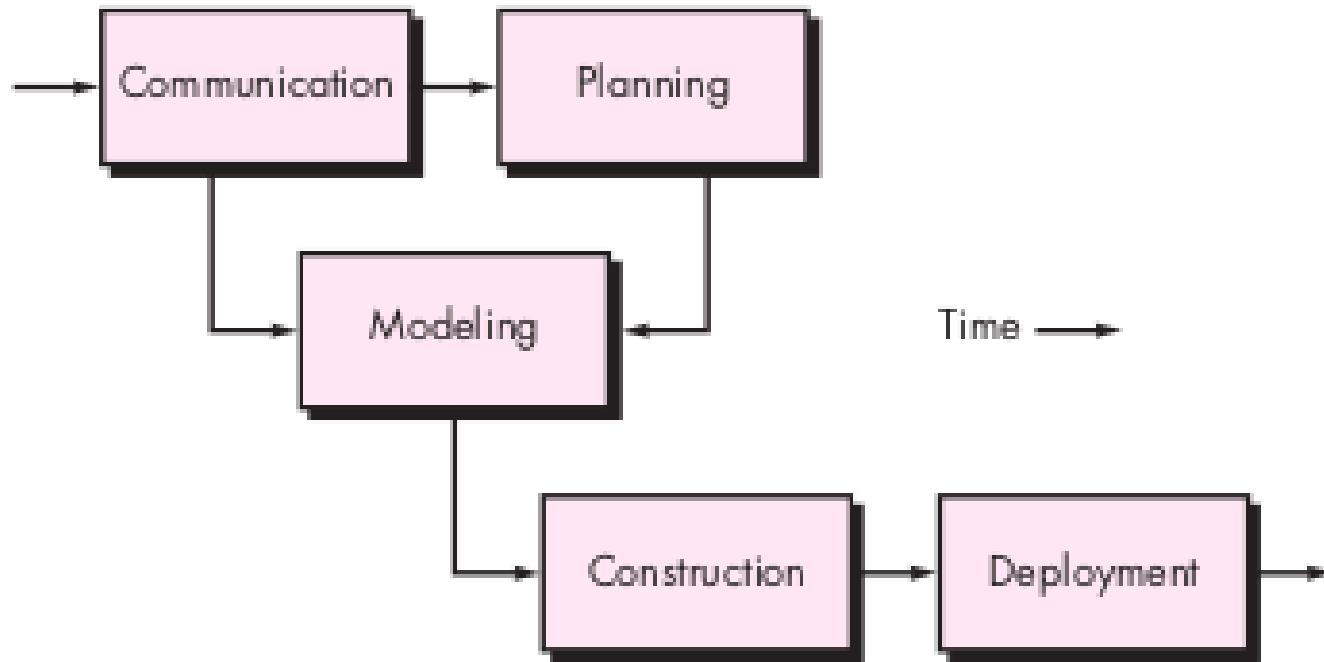 Communication
Planning
Modeling
Time
Construction
Deployment